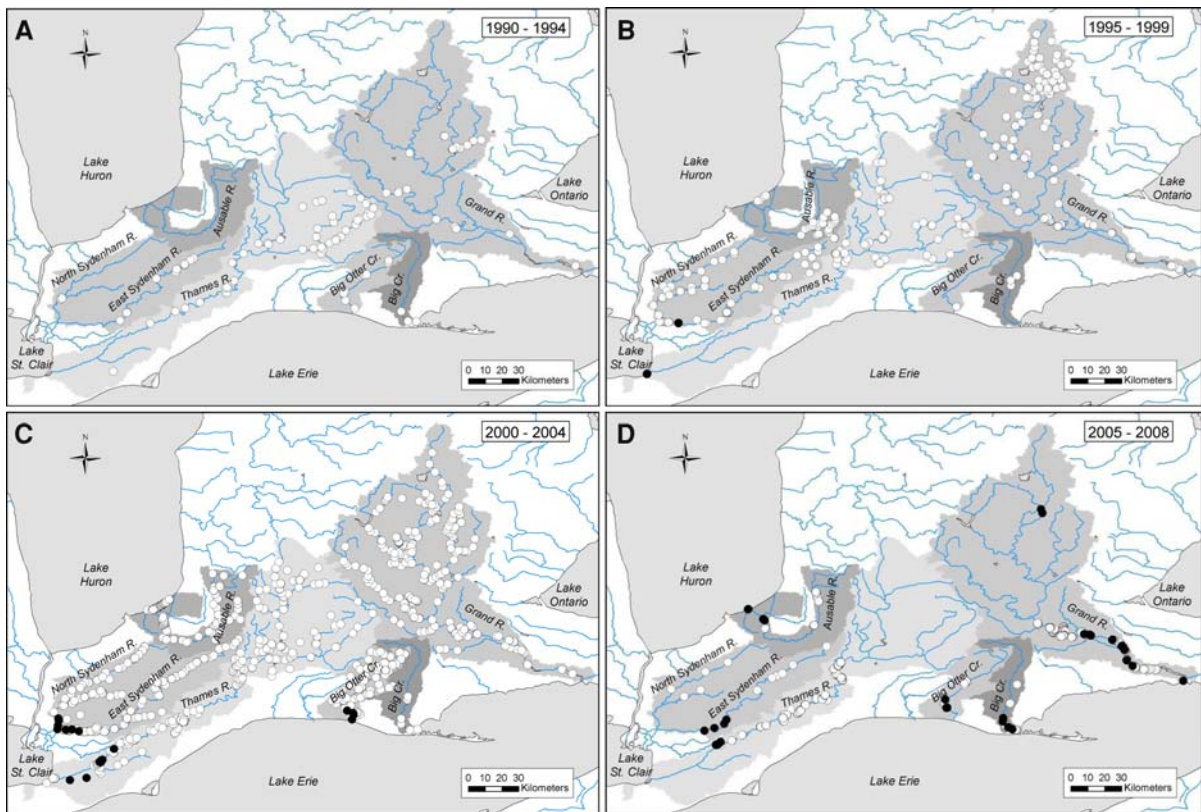 A
1990 - 1994
N
Lake
Huron
Lake
Ontario
Ausable R.
Grand R.
North Sydenham R.
East Sydenham R.
Thames R.
Big Otter Cr.
Big Cr.
Lake
St. Clair
Lake Erie
0 10 20 30
Kilometers
B
1995 - 1999
N
Lake
Huron
Lake
Ontario
Ausable R.
Grand R.
North Sydenham R.
East Sydenham R.
Thames R.
Big Otter Cr.
Big Cr.
Lake
St. Clair
Lake Erie
0 10 20 30
Kilometers
C
2000 - 2004
N
Lake
Huron
Lake
Ontario
Ausable R.
Grand R.
North Sydenham R.
East Sydenham R.
Thames R.
Big Otter Cr.
Big Cr.
Lake
St. Clair
Lake Erie
0 10 20 30
Kilometers
D
2005 - 2008
N
Lake
Huron
Lake
Ontario
Ausable R.
Grand R.
North Sydenham R.
East Sydenham R.
Thames R.
Big Otter Cr.
Big Cr.
Lake
St. Clair
Lake Erie
0 10 20 30
Kilometers